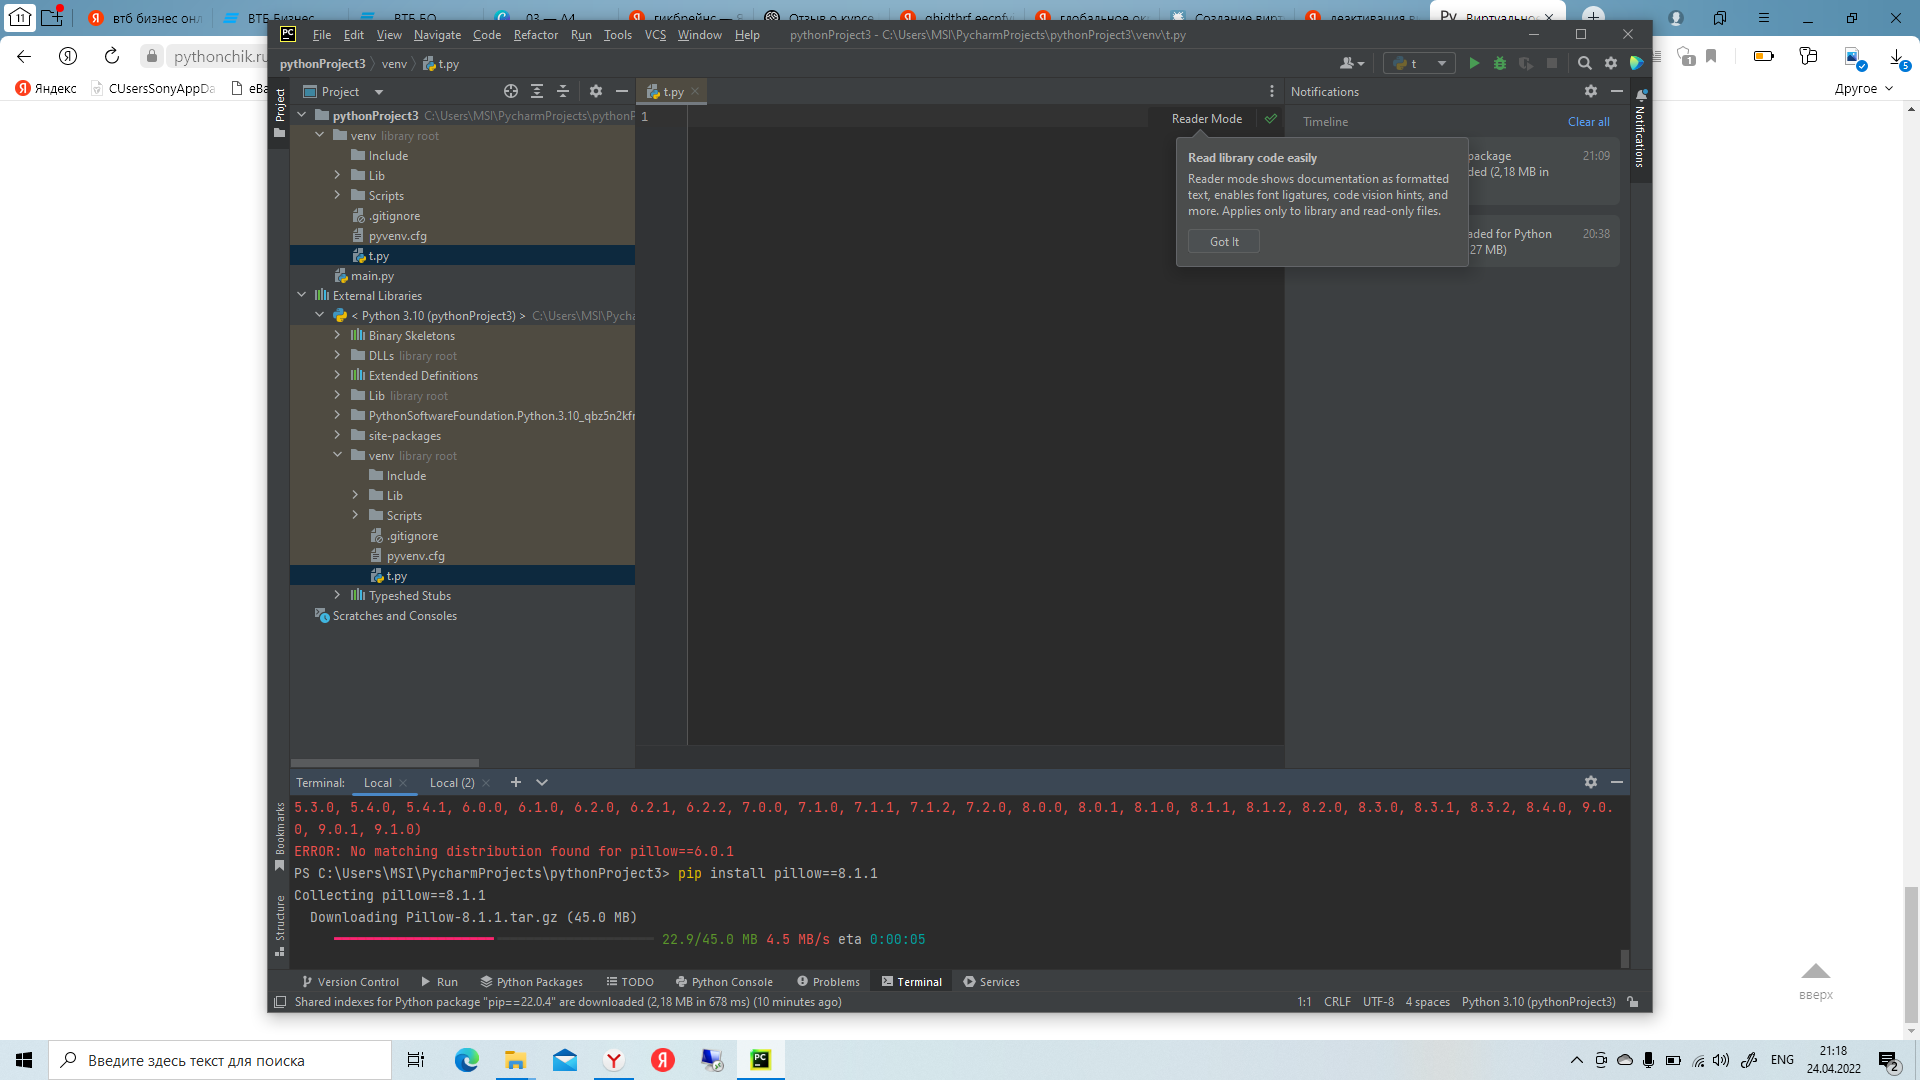 11
втб бизнес онл
ВТБ Бизнес
ВТБ БО
03 — А4
гикбрейнс — Я
Отзыв о курсе
ghjdthrf eecnfy
глобальное ок
Создание вирт
деактивация в
Виртуально
pythonchik.ru
1
5
Яндекс
CUsersSonyAppDa
eBa
Другое
File Edit View Navigate Code Refactor Run Tools VCS Window Help
pythonProject3 - C:\Users\MSI\PycharmProjects\pythonProject3\venv\t.py
pythonProject3 venv t.py
t
Project
Project
t.py
Notifications
Notifications
pythonProject3 C:\Users\MSI\PycharmProjects\pythonP
venv library root
Include
Lib
Scripts
.gitignore
pyvenv.cfg
t.py
main.py
External Libraries
< Python 3.10 (pythonProject3) > C:\Users\MSI\Pycha
Binary Skeletons
DLLs library root
Extended Definitions
Lib library root
PythonSoftwareFoundation.Python.3.10_qbz5n2kfr
site-packages
venv library root
Include
Lib
Scripts
.gitignore
pyvenv.cfg
t.py
Typeshed Stubs
Scratches and Consoles
1
Reader Mode
Read library code easily
Reader mode shows documentation as formatted
text, enables font ligatures, code vision hints, and
more. Applies only to library and read-only files.
Got It
Timeline
Clear all
package 21:09
ded (2,18 MB in
aded for Python 20:38
27 MB)
Terminal: Local Local (2)
5.3.0, 5.4.0, 5.4.1, 6.0.0, 6.1.0, 6.2.0, 6.2.1, 6.2.2, 7.0.0, 7.1.0, 7.1.1, 7.1.2, 7.2.0, 8.0.0, 8.0.1, 8.1.0, 8.1.1, 8.1.2, 8.2.0, 8.3.0, 8.3.1, 8.3.2, 8.4.0, 9.0.
0, 9.0.1, 9.1.0)
ERROR: No matching distribution found for pillow==6.0.1
PS C:\Users\MSI\PycharmProjects\pythonProject3> pip install pillow==8.1.1
Collecting pillow==8.1.1
Downloading Pillow-8.1.1.tar.gz (45.0 MB)
22.9/45.0 MB 4.5 MB/s eta 0:00:05
Bookmarks
Structure
Version Control Run Python Packages TODO Python Console Problems Terminal Services
Shared indexes for Python package "pip==22.0.4" are downloaded (2,18 MB in 678 ms) (10 minutes ago)
1:1 CRLF UTF-8 4 spaces Python 3.10 (pythonProject3)
вверх
Введите здесь текст для поиска
ENG
21:18
24.04.2022
2